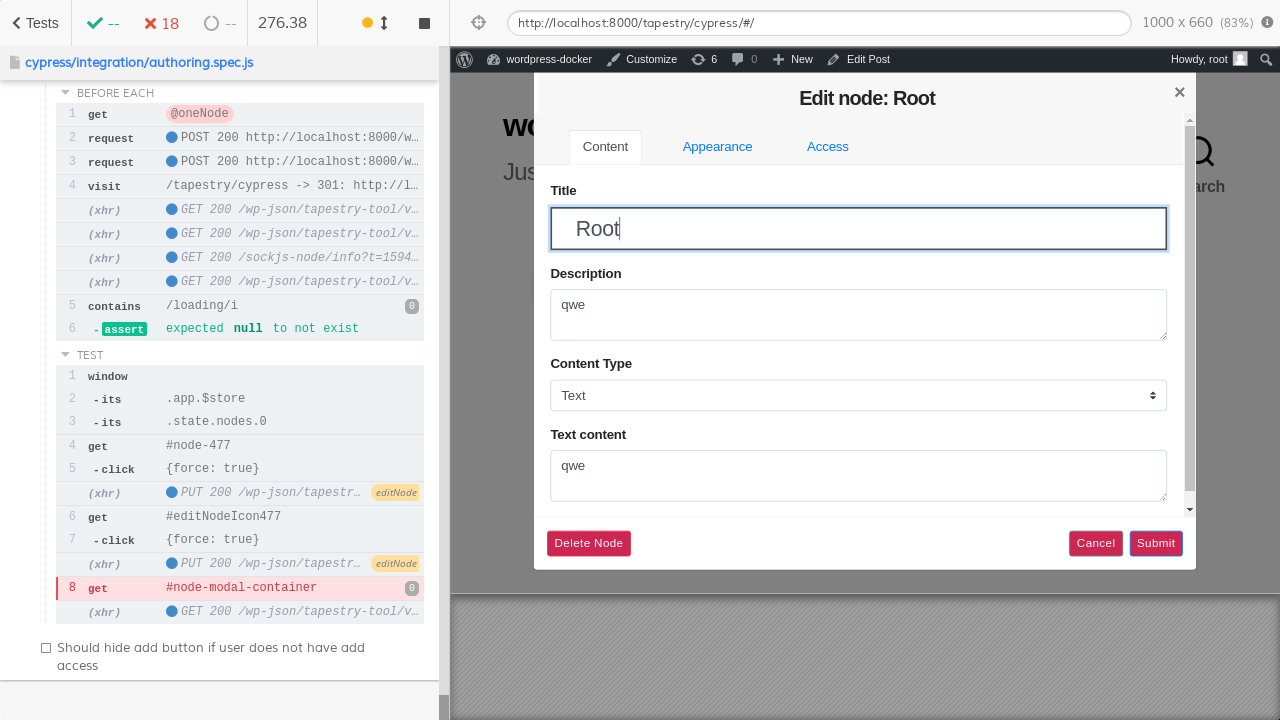 Tests
--
18
--
276.38
http://localhost:8000/tapestry/cypress/#/
1000 x 660 (83%)
cypress/integration/authoring.spec.js
BEFORE EACH
1 get @oneNode
2 request POST 200 http://localhost:8000/w…
3 request POST 200 http://localhost:8000/w…
4 visit /tapestry/cypress -> 301: http://l…
(xhr) GET 200 /wp-json/tapestry-tool/v…
(xhr) GET 200 /wp-json/tapestry-tool/v…
(xhr) GET 200 /sockjs-node/info?t=1594…
(xhr) GET 200 /wp-json/tapestry-tool/v…
5 contains /loading/i 0
6 -assert expected null to not exist
TEST
1 window
2 -its .app.$store
3 -its .state.nodes.0
4 get #node-477
5 -click {force: true}
(xhr) PUT 200 /wp-json/tapestr… editNode
6 get #editNodeIcon477
7 -click {force: true}
(xhr) PUT 200 /wp-json/tapestr… editNode
8 get #node-modal-container 0
(xhr) GET 200 /wp-json/tapestry-tool/v…
Should hide add button if user does not have add
access
wordpress-docker Customize 6 0 New Edit Post Howdy, root
Edit node: Root ×
Content Appearance Access
Title
Root
Description
qwe
Content Type
Text
Text content
qwe
Delete Node Cancel Submit